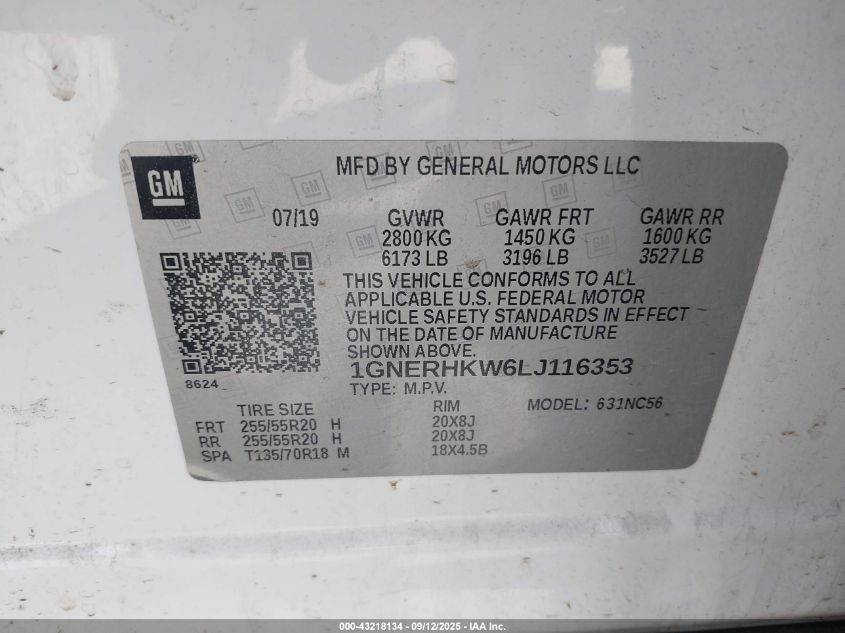 GM
MFD BY GENERAL MOTORS LLC
07/19 GVWR GAWR FRT GAWR RR
2800 KG 1450 KG 1600 KG
6173 LB 3196 LB 3527 LB
THIS VEHICLE CONFORMS TO ALL
APPLICABLE U.S. FEDERAL MOTOR
VEHICLE SAFETY STANDARDS IN EFFECT
ON THE DATE OF MANUFACTURE
SHOWN ABOVE.
1GNERHKW6LJ116353
8624
TYPE: M.P.V.
TIRE SIZE RIM MODEL: 631NC56
FRT 255/55R20 H 20X8J
RR 255/55R20 H 20X8J
SPA T135/70R18 M 18X4.5B
000-43218134 - 09/12/2025 - IAA Inc.